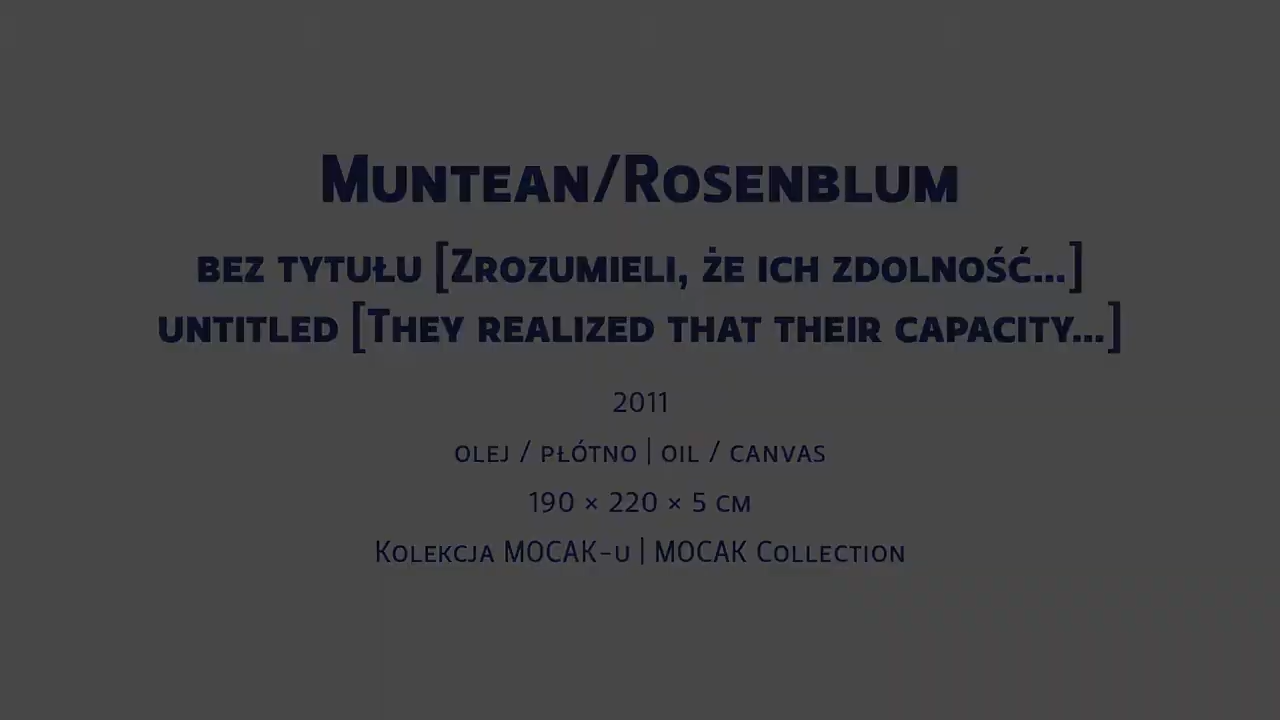 Muntean/Rosenblum
bez tytułu [Zrozumieli, że ich zdolność...]
untitled [They realized that their capacity...]
2011
olej / płótno | oil / canvas
190 × 220 × 5 cm
Kolekcja MOCAK-u | MOCAK Collection